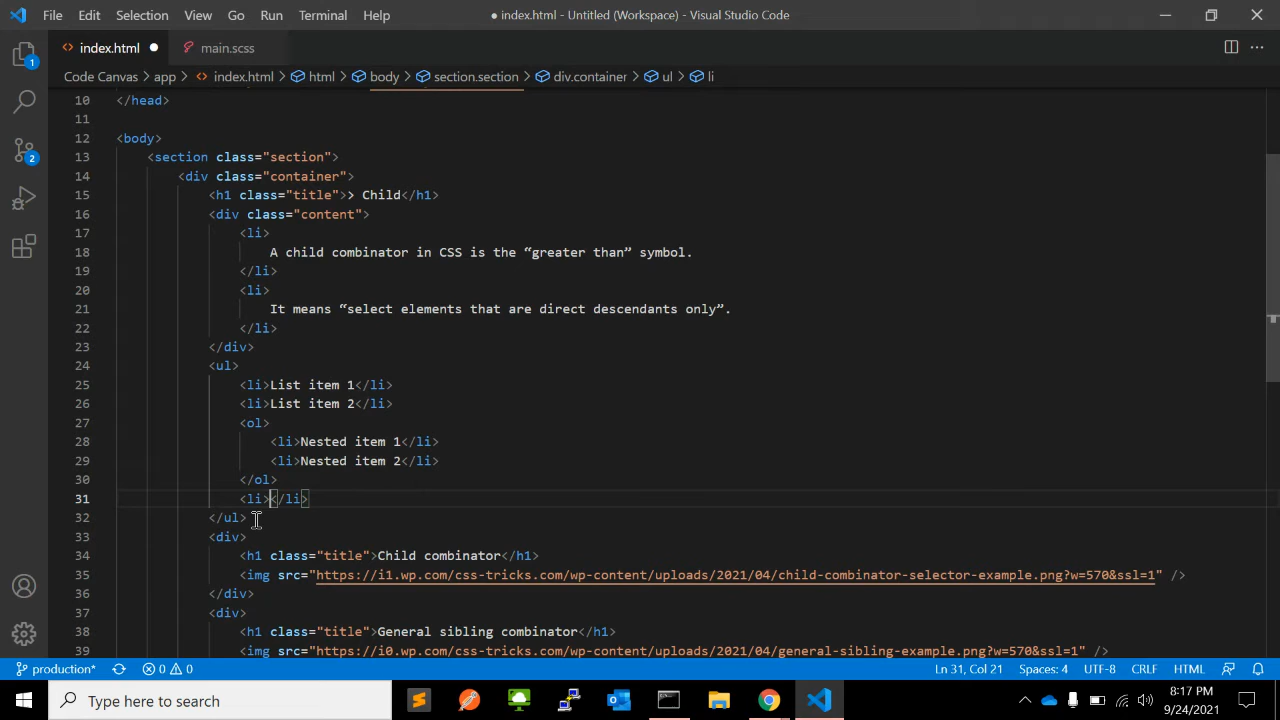 File Edit Selection View Go Run Terminal Help ● index.html - Untitled (Workspace) - Visual Studio Code
<> index.html ● main.scss
Code Canvas > app > <> index.html > html > body > section.section > div.container > ul > li
10 </head>
11
12 <body>
13 <section class="section">
14 <div class="container">
15 <h1 class="title">> Child</h1>
16 <div class="content">
17 <li>
18 A child combinator in CSS is the “greater than” symbol.
19 </li>
20 <li>
21 It means “select elements that are direct descendants only”.
22 </li>
23 </div>
24 <ul>
25 <li>List item 1</li>
26 <li>List item 2</li>
27 <ol>
28 <li>Nested item 1</li>
29 <li>Nested item 2</li>
30 </ol>
31 <li></li>
32 </ul>
33 <div>
34 <h1 class="title">Child combinator</h1>
35 <img src="https://i1.wp.com/css-tricks.com/wp-content/uploads/2021/04/child-combinator-selector-example.png?w=570&ssl=1" />
36 </div>
37 <div>
38 <h1 class="title">General sibling combinator</h1>
39 <img src="https://i0.wp.com/css-tricks.com/wp-content/uploads/2021/04/general-sibling-example.png?w=570&ssl=1" />
1
2
production* 0 0 Ln 31, Col 21 Spaces: 4 UTF-8 CRLF HTML
Type here to search
8:17 PM
9/24/2021